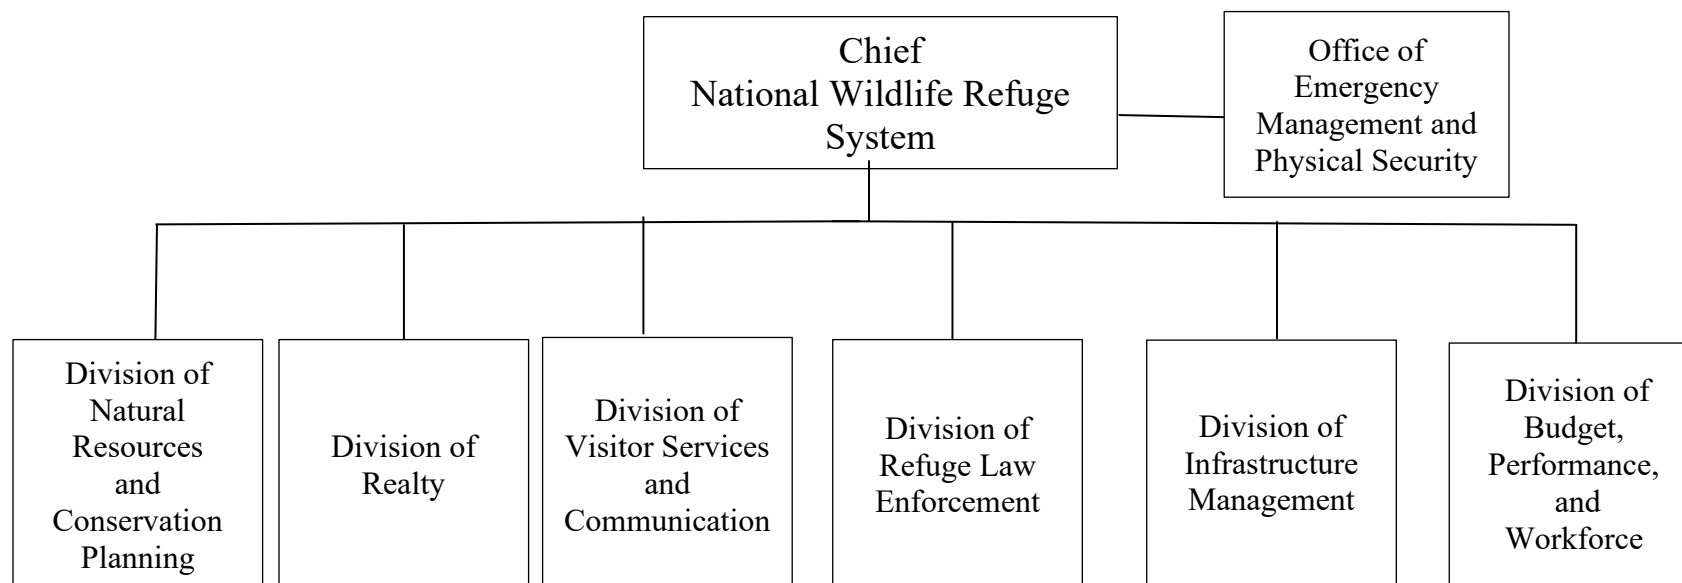 Chief
National Wildlife Refuge
System
Office of
Emergency
Management and
Physical Security
Division of
Natural
Resources
and
Conservation
Planning
Division of
Realty
Division of
Visitor Services
and
Communication
Division of
Refuge Law
Enforcement
Division of
Infrastructure
Management
Division of
Budget,
Performance,
and
Workforce